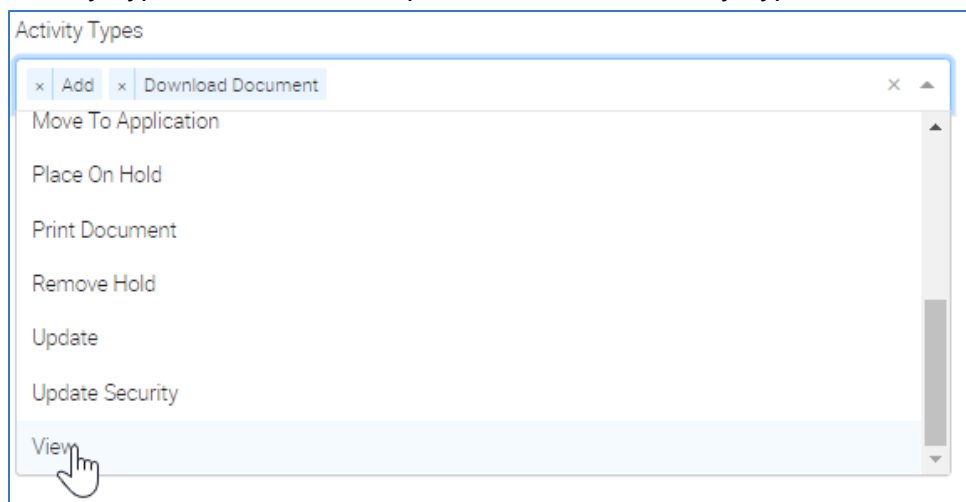 Activity Types
× Add × Download Document
Move To Application
Place On Hold
Print Document
Remove Hold
Update
Update Security
View